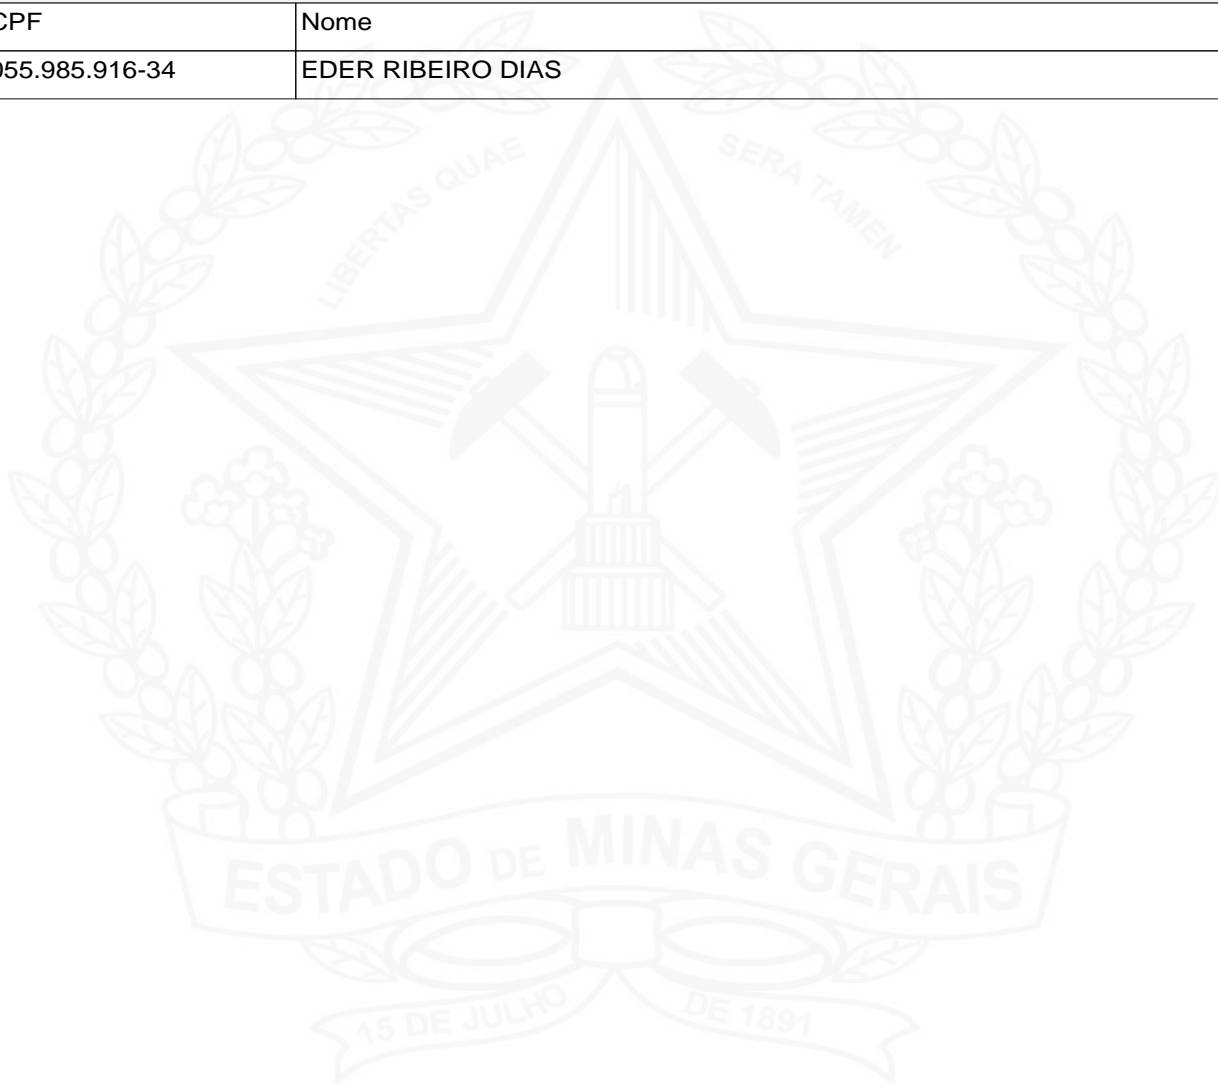 CPF Nome
055.985.916-34 EDER RIBEIRO DIAS
LIBERTAS QUAE SERA TAMEN
ESTADO DE MINAS GERAIS
15 DE JULHO DE 1891